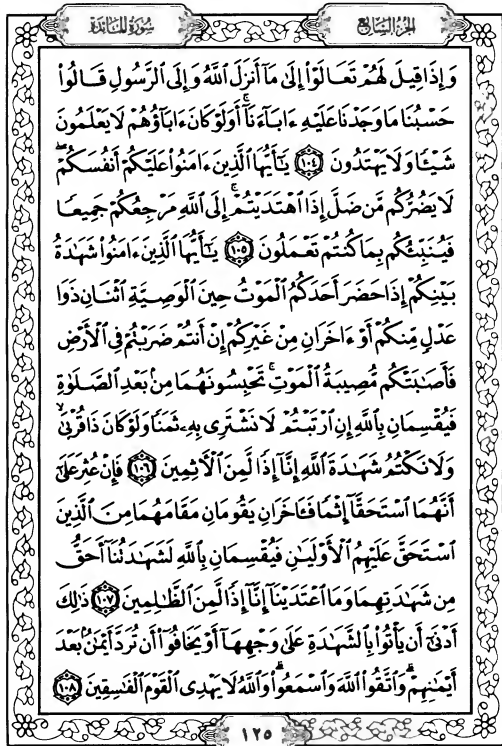 الجزء السابع
سورة المائدة
وَإِذَا قِيلَ لَهُمْ تَعَالَوْا۟ إِلَىٰ مَآ أَنزَلَ ٱللَّهُ وَإِلَى ٱلرَّسُولِ قَالُوا۟
حَسْبُنَا مَا وَجَدْنَا عَلَيْهِ ءَابَآءَنَآ ۚ أَوَلَوْ كَانَ ءَابَآؤُهُمْ لَا يَعْلَمُونَ
شَيْـًٔا وَلَا يَهْتَدُونَ ١٠٤ يَـٰٓأَيُّهَا ٱلَّذِينَ ءَامَنُوا۟ عَلَيْكُمْ أَنفُسَكُمْ ۖ
لَا يَضُرُّكُم مَّن ضَلَّ إِذَا ٱهْتَدَيْتُمْ ۚ إِلَى ٱللَّهِ مَرْجِعُكُمْ جَمِيعًا
فَيُنَبِّئُكُم بِمَا كُنتُمْ تَعْمَلُونَ ١٠٥ يَـٰٓأَيُّهَا ٱلَّذِينَ ءَامَنُوا۟ شَهَـٰدَةُ
بَيْنِكُمْ إِذَا حَضَرَ أَحَدَكُمُ ٱلْمَوْتُ حِينَ ٱلْوَصِيَّةِ ٱثْنَانِ ذَوَا
عَدْلٍ مِّنكُمْ أَوْ ءَاخَرَانِ مِنْ غَيْرِكُمْ إِنْ أَنتُمْ ضَرَبْتُمْ فِى ٱلْأَرْضِ
فَأَصَـٰبَتْكُم مُّصِيبَةُ ٱلْمَوْتِ ۚ تَحْبِسُونَهُمَا مِنۢ بَعْدِ ٱلصَّلَوٰةِ
فَيُقْسِمَانِ بِٱللَّهِ إِنِ ٱرْتَبْتُمْ لَا نَشْتَرِى بِهِۦ ثَمَنًا وَلَوْ كَانَ ذَا قُرْبَىٰ ۙ
وَلَا نَكْتُمُ شَهَـٰدَةَ ٱللَّهِ إِنَّآ إِذًا لَّمِنَ ٱلْـَٔاثِمِينَ ١٠٦ فَإِنْ عُثِرَ عَلَىٰٓ
أَنَّهُمَا ٱسْتَحَقَّآ إِثْمًا فَـَٔاخَرَانِ يَقُومَانِ مَقَامَهُمَا مِنَ ٱلَّذِينَ
ٱسْتَحَقَّ عَلَيْهِمُ ٱلْأَوْلَيَـٰنِ فَيُقْسِمَانِ بِٱللَّهِ لَشَهَـٰدَتُنَآ أَحَقُّ
مِن شَهَـٰدَتِهِمَا وَمَا ٱعْتَدَيْنَآ إِنَّآ إِذًا لَّمِنَ ٱلظَّـٰلِمِينَ ١٠٧ ذَٰلِكَ
أَدْنَىٰٓ أَن يَأْتُوا۟ بِٱلشَّهَـٰدَةِ عَلَىٰ وَجْهِهَآ أَوْ يَخَافُوٓا۟ أَن تُرَدَّ أَيْمَـٰنٌۢ بَعْدَ
أَيْمَـٰنِهِمْ ۗ وَٱتَّقُوا۟ ٱللَّهَ وَٱسْمَعُوا۟ ۗ وَٱللَّهُ لَا يَهْدِى ٱلْقَوْمَ ٱلْفَـٰسِقِينَ ١٠٨
١٢٥